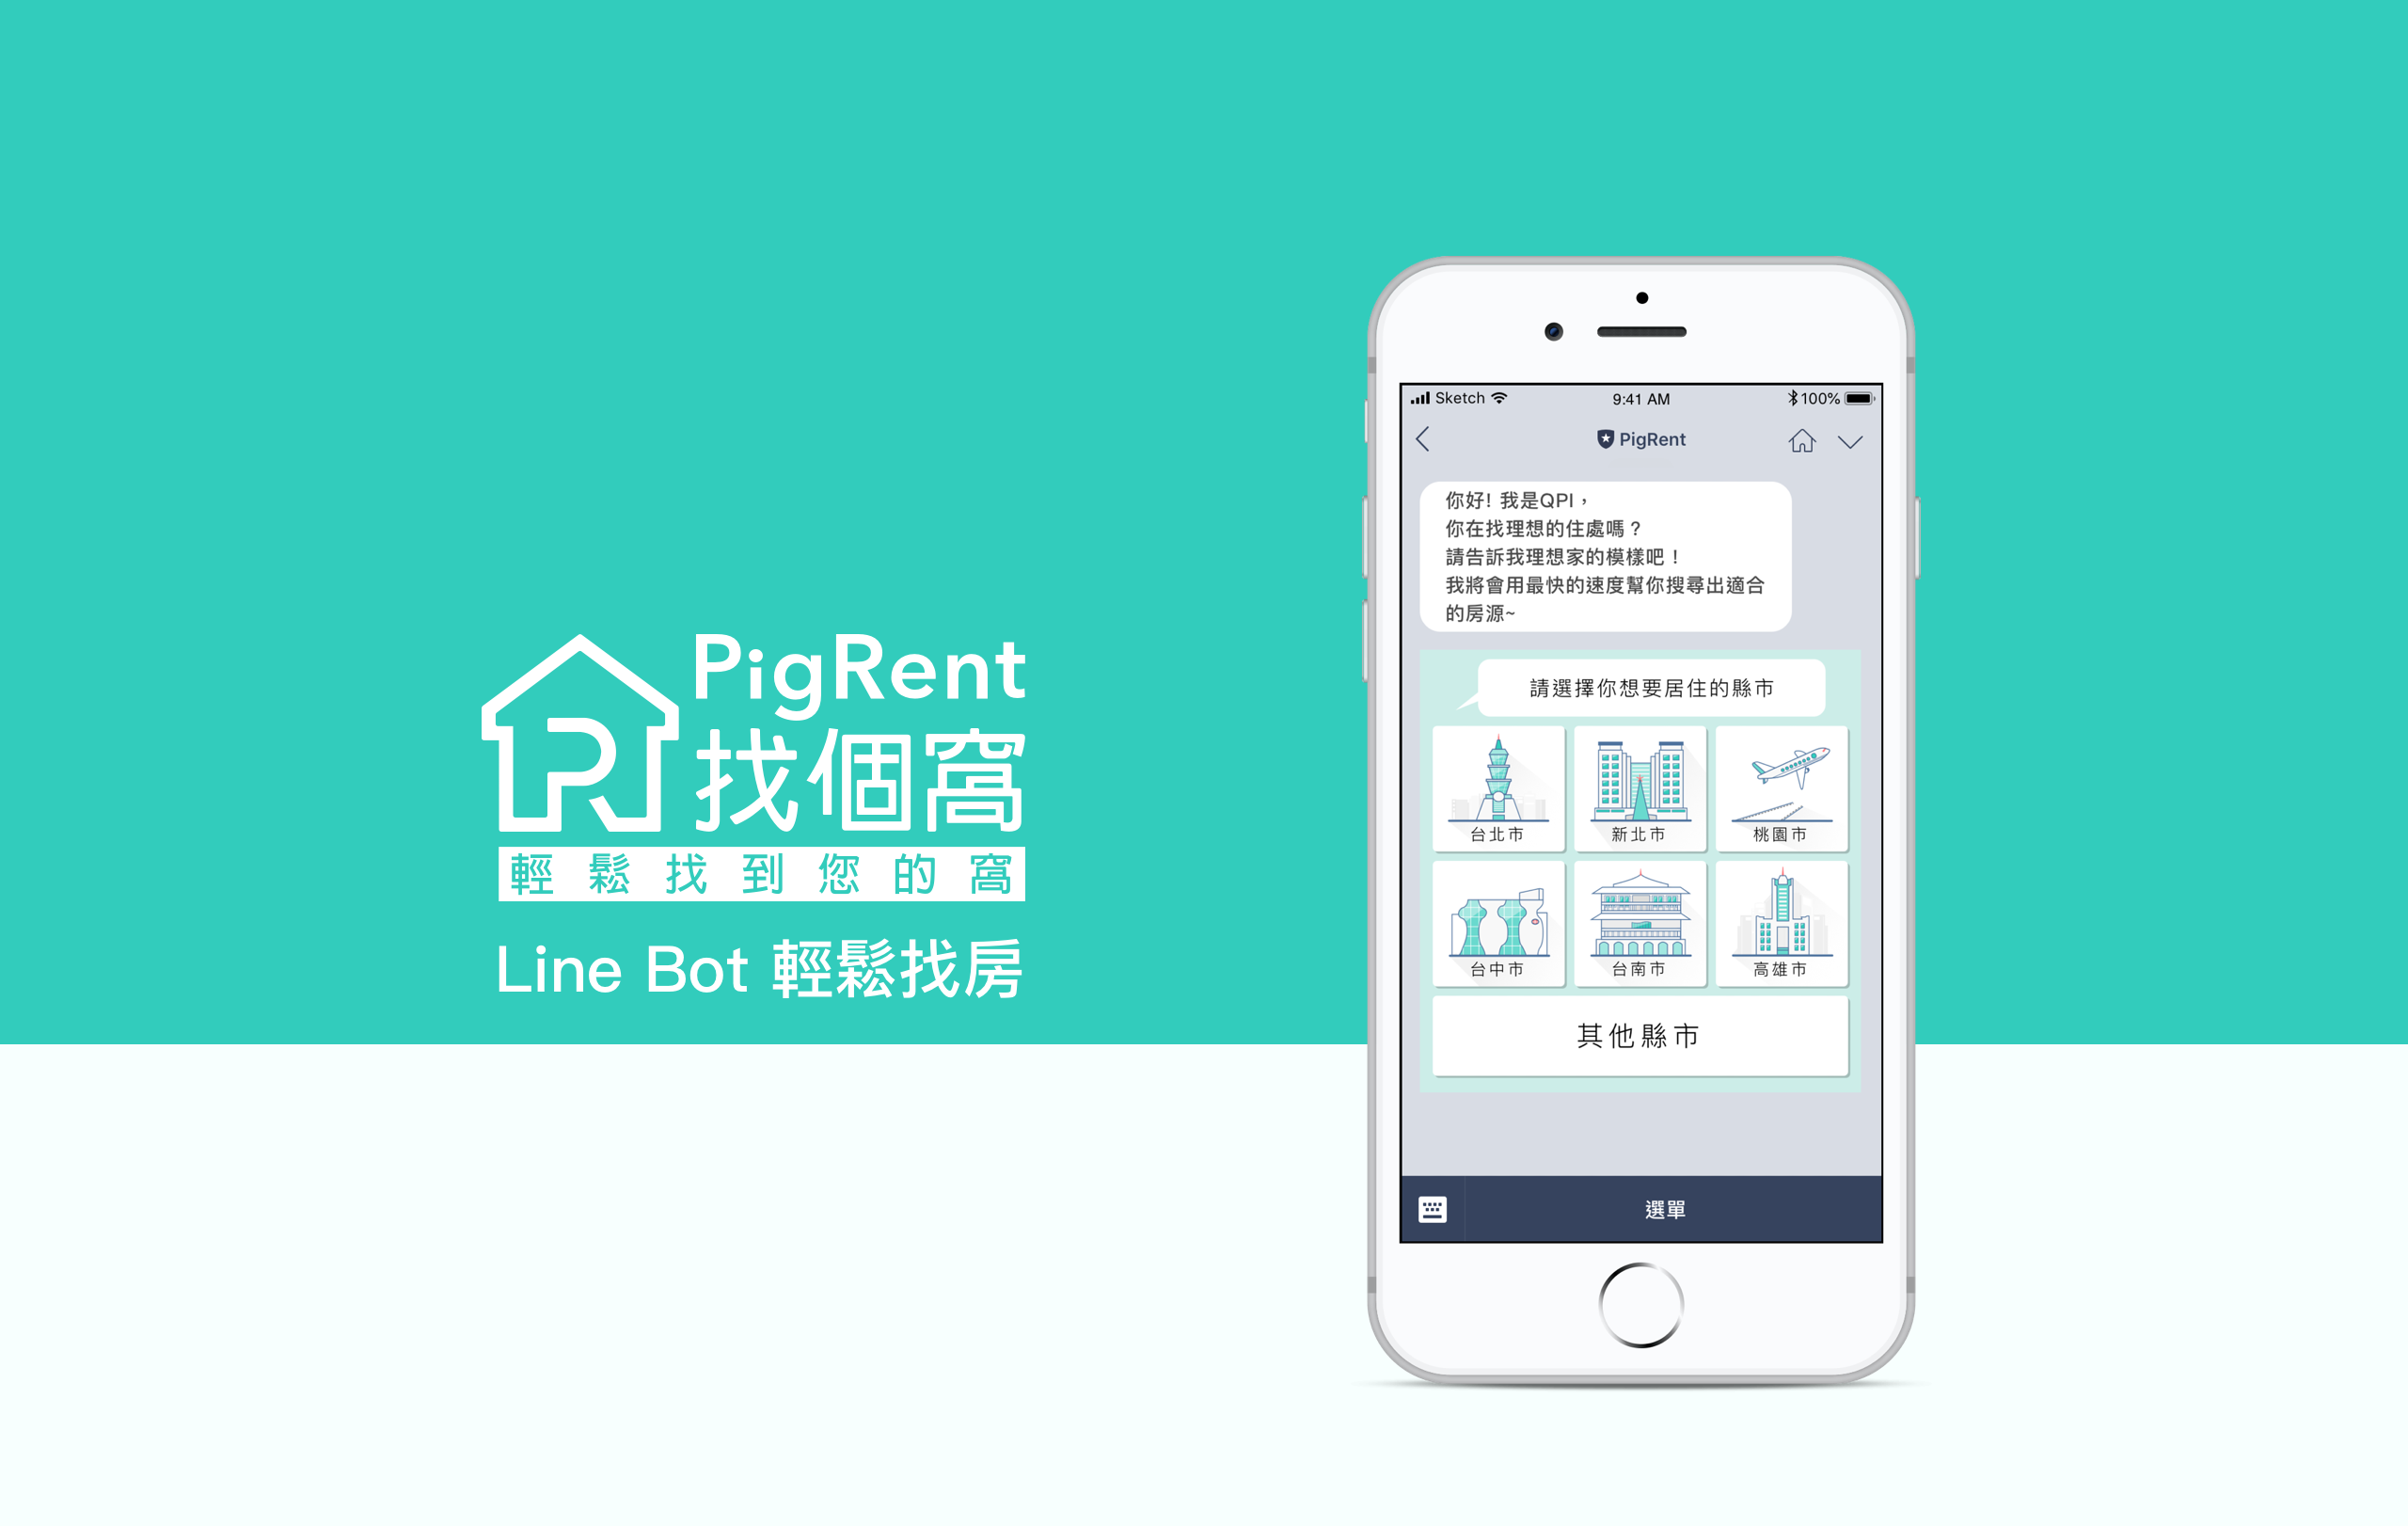 PigRent
找個窩
輕鬆找到您的窩
Line Bot 輕鬆找房
Sketch
9:41 AM
100%
PigRent
你好! 我是QPI，
你在找理想的住處嗎？
請告訴我理想家的模樣吧！
我將會用最快的速度幫你搜尋出適合
的房源~
請選擇你想要居住的縣市
台北市
新北市
桃園市
台中市
台南市
高雄市
其他縣市
選單